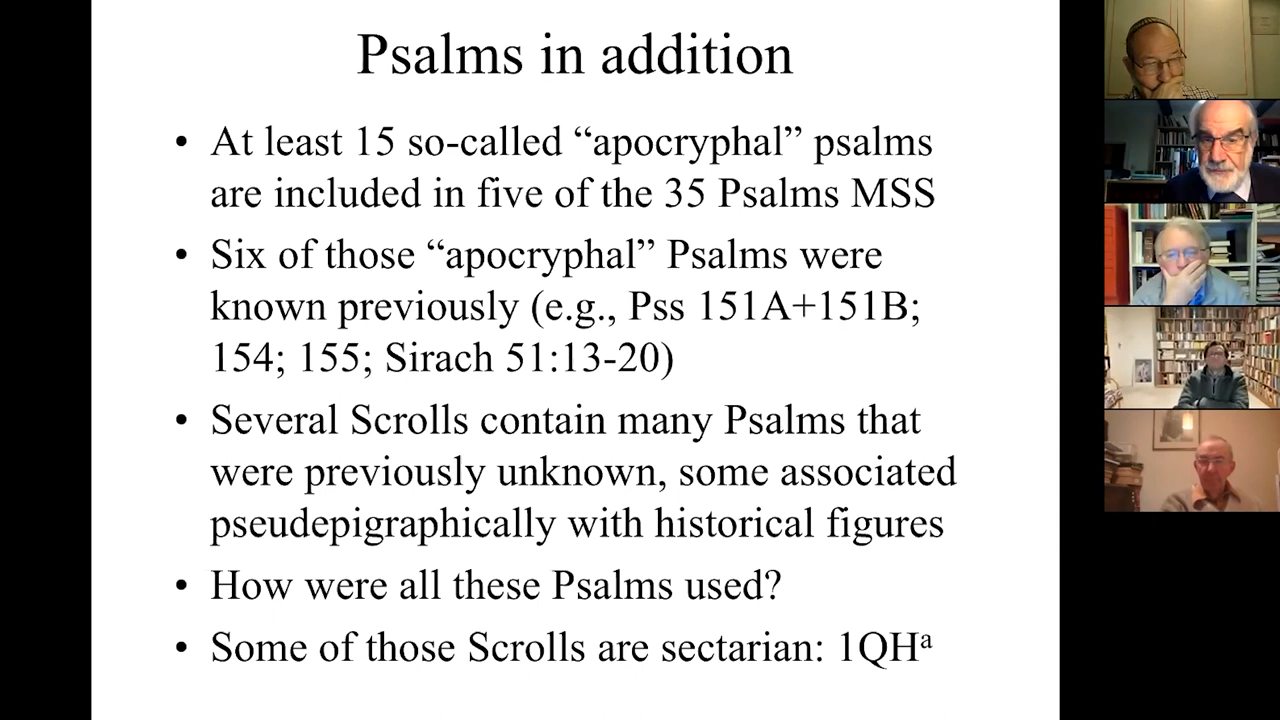 Psalms in addition
• At least 15 so-called “apocryphal” psalms
are included in five of the 35 Psalms MSS
• Six of those “apocryphal” Psalms were
known previously (e.g., Pss 151A+151B;
154; 155; Sirach 51:13-20)
• Several Scrolls contain many Psalms that
were previously unknown, some associated
pseudepigraphically with historical figures
• How were all these Psalms used?
• Some of those Scrolls are sectarian: 1QHª